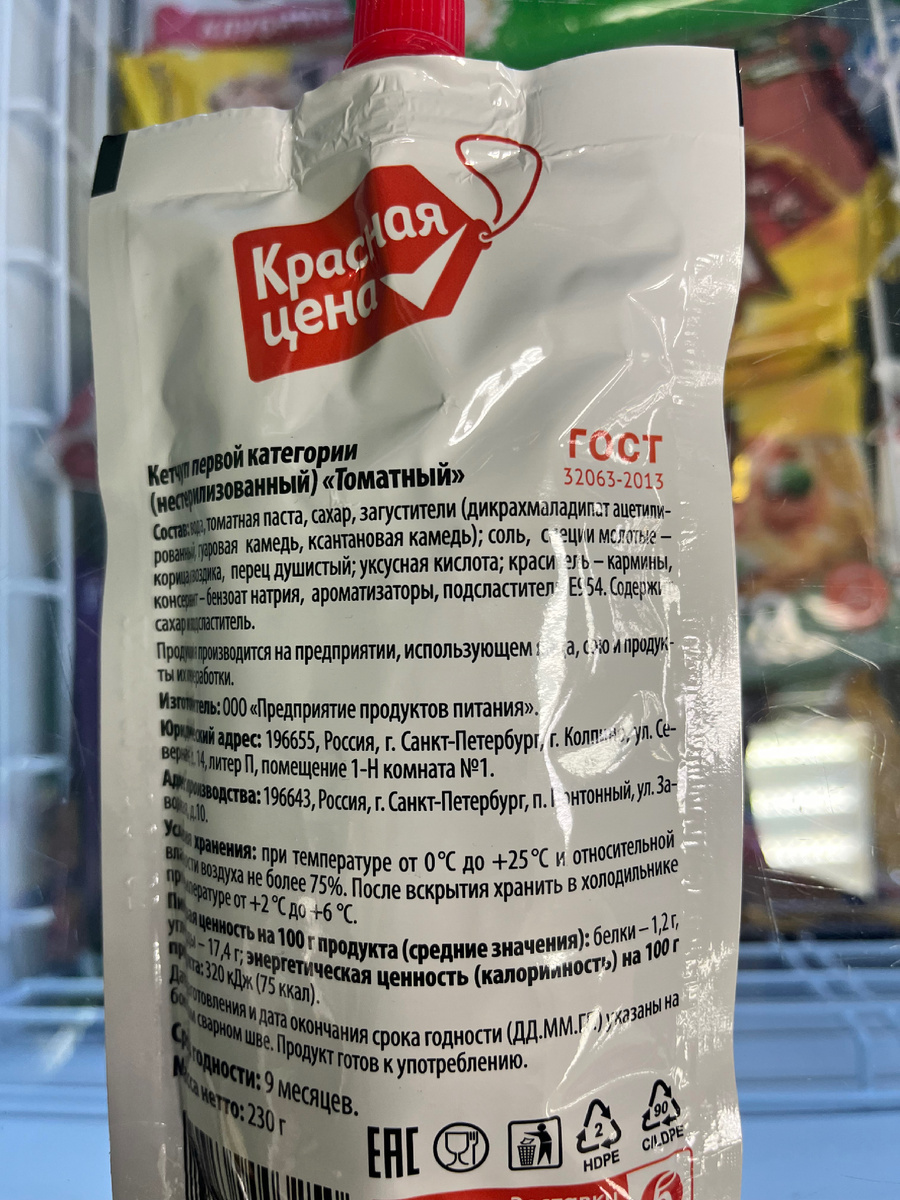 Красная
цена
ГОСТ
32063-2013
Кетчуп первой категории
(нестерилизованный) «Томатный»
Состав: вода, томатная паста, сахар, загустители (дикрахмаладипат ацетили-
рованный, гуаровая камедь, ксантановая камедь); соль, специи молотые –
корица, гвоздика, перец душистый; уксусная кислота; краситель – кармины,
консервант – бензоат натрия, ароматизаторы, подсластитель Е954. Содержит
сахар и подсластитель.
производится на предприятии, использующем яйца, сою и продук-
ты их переработки.
Изготовитель: ООО «Предприятие продуктов питания».
Юридический адрес: 196655, Россия, г. Санкт-Петербург, г. Колпино, ул. Се-
14, литер П, помещение 1-Н комната №1.
Адрес производства: 196643, Россия, г. Санкт-Петербург, п. Понтонный, ул. За-
д.10.
Условия хранения: при температуре от 0°С до +25°С и относительной
влажности воздуха не более 75%. После вскрытия хранить в холодильнике
при температуре от +2 °С до +6 °С.
Пищевая ценность на 100 г продукта (средние значения): белки – 1,2 г,
углеводы – 17,4 г; энергетическая ценность (калорийность) на 100 г
продукта: 320 кДж (75 ккал).
Дата изготовления и дата окончания срока годности (ДД.ММ.ГГ.) указаны на
боковом сварном шве. Продукт готов к употреблению.
Срок годности: 9 месяцев.
Масса нетто: 230 г
EAC
2
HDPE
90
C/LDPE